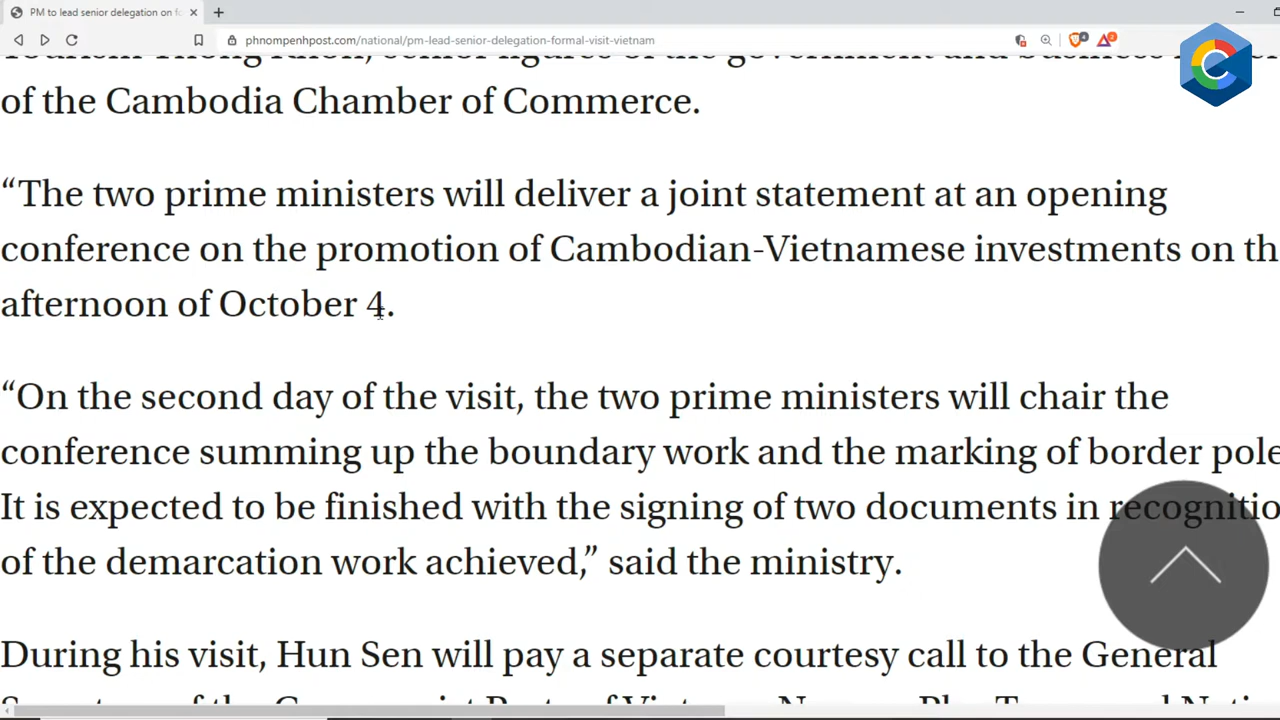 PM to lead senior delegation on fo
phnompenhpost.com/national/pm-lead-senior-delegation-formal-visit-vietnam
of the Cambodia Chamber of Commerce.
“The two prime ministers will deliver a joint statement at an opening
conference on the promotion of Cambodian-Vietnamese investments on th
afternoon of October 4.
“On the second day of the visit, the two prime ministers will chair the
conference summing up the boundary work and the marking of border pole
It is expected to be finished with the signing of two documents in recognitio
of the demarcation work achieved,” said the ministry.
During his visit, Hun Sen will pay a separate courtesy call to the General